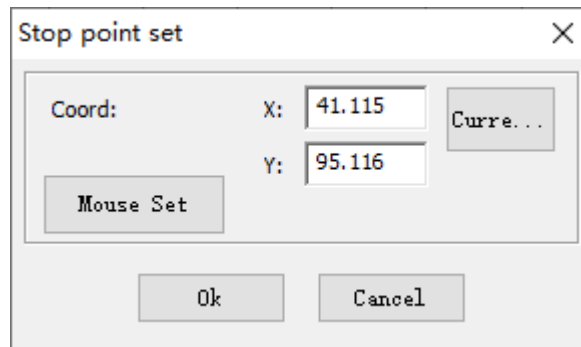 Stop point set
Coord: X: 41.115 Curre...
Y: 95.116
Mouse Set
Ok Cancel